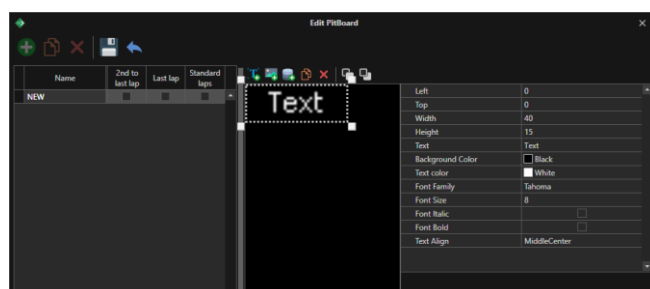 Edit PitBoard
Name
2nd to last lap
Last lap
Standard laps
NEW
Text
Left 0
Top 0
Width 40
Height 15
Text Text
Background Color Black
Text color White
Font Family Tahoma
Font Size 8
Font Italic
Font Bold
Text Align MiddleCenter